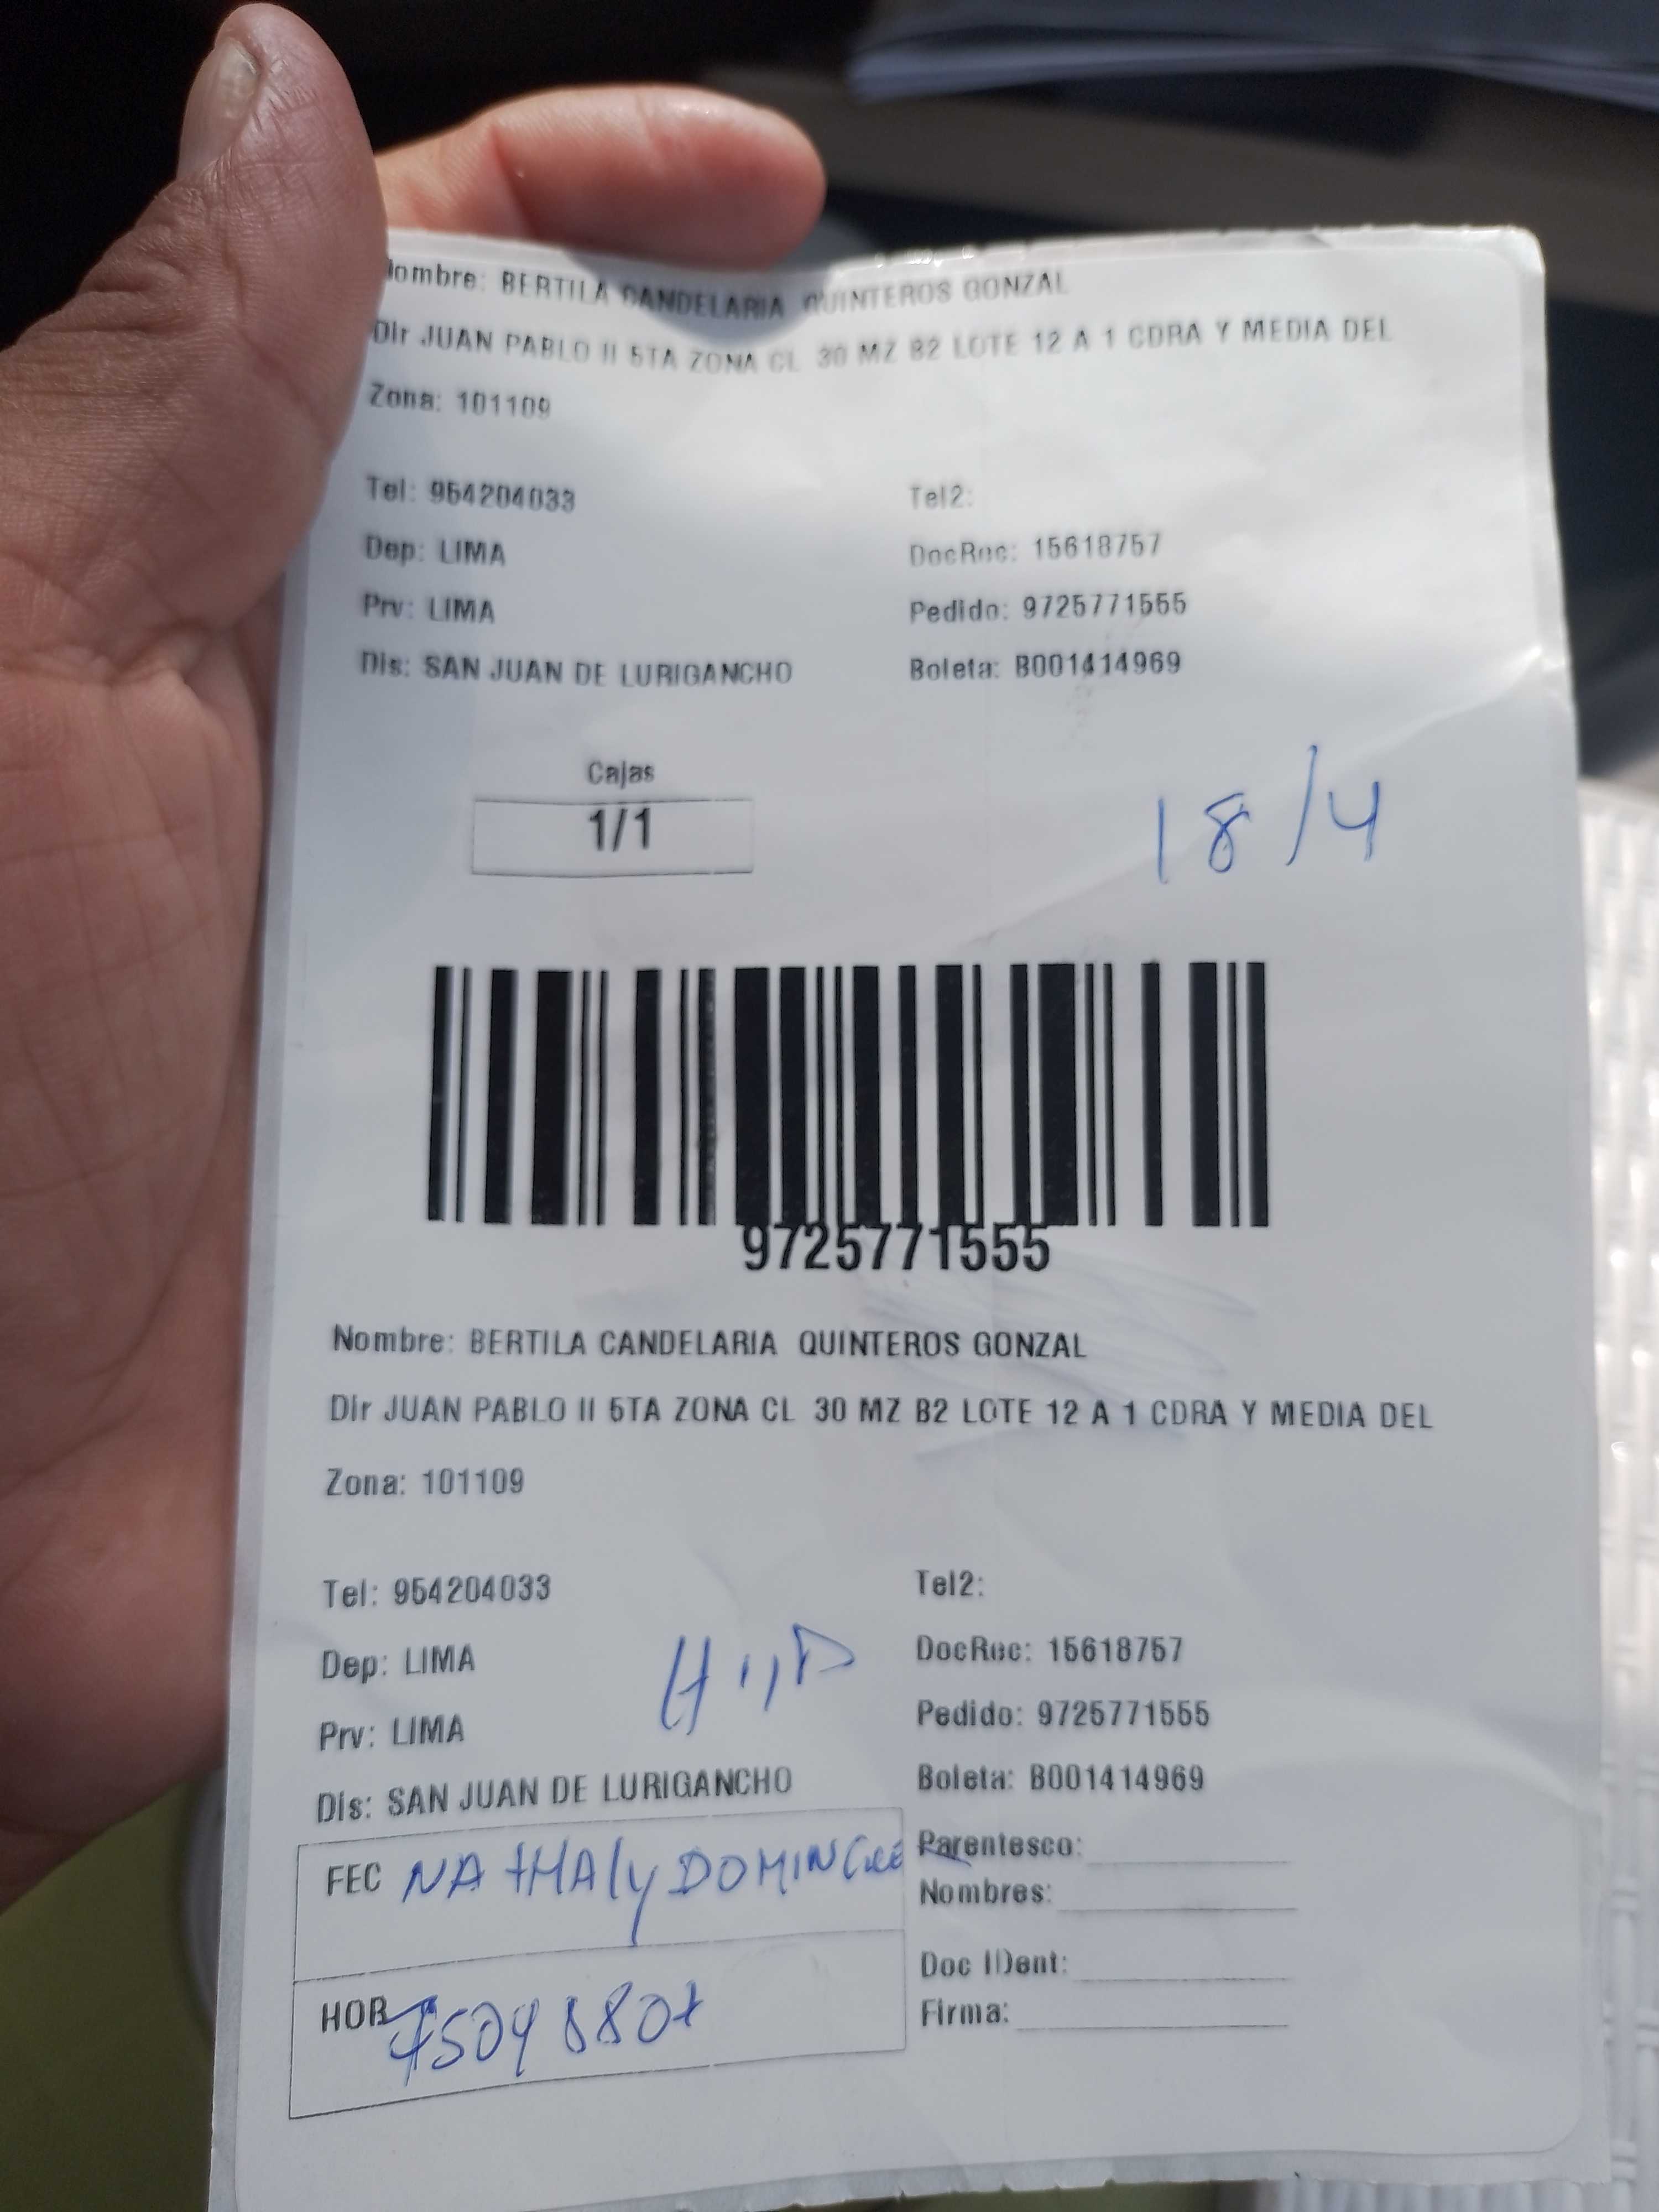 Nombre: BERTILA CANDELARIA QUINTEROS GONZAL
Dir JUAN PABLO II 5TA ZONA CL 30 MZ B2 LOTE 12 A 1 CDRA Y MEDIA DEL
Zona: 101109
Tel: 954204033 Tel2:
Dep: LIMA DocRec: 15618757
Prv: LIMA Pedido: 9725771555
Dis: SAN JUAN DE LURIGANCHO Boleta: B001414969
Cajas
1/1
18/4
9725771555
Nombre: BERTILA CANDELARIA QUINTEROS GONZAL
Dir JUAN PABLO II 5TA ZONA CL 30 MZ B2 LOTE 12 A 1 CDRA Y MEDIA DEL
Zona: 101109
Tel: 954204033 Tel2:
Dep: LIMA DocRec: 15618757
Prv: LIMA Pedido: 9725771555
Dis: SAN JUAN DE LURIGANCHO Boleta: B001414969
FEC NATHALY Parentesco:
Nombres:
Doc IDent:
HOR Firma: